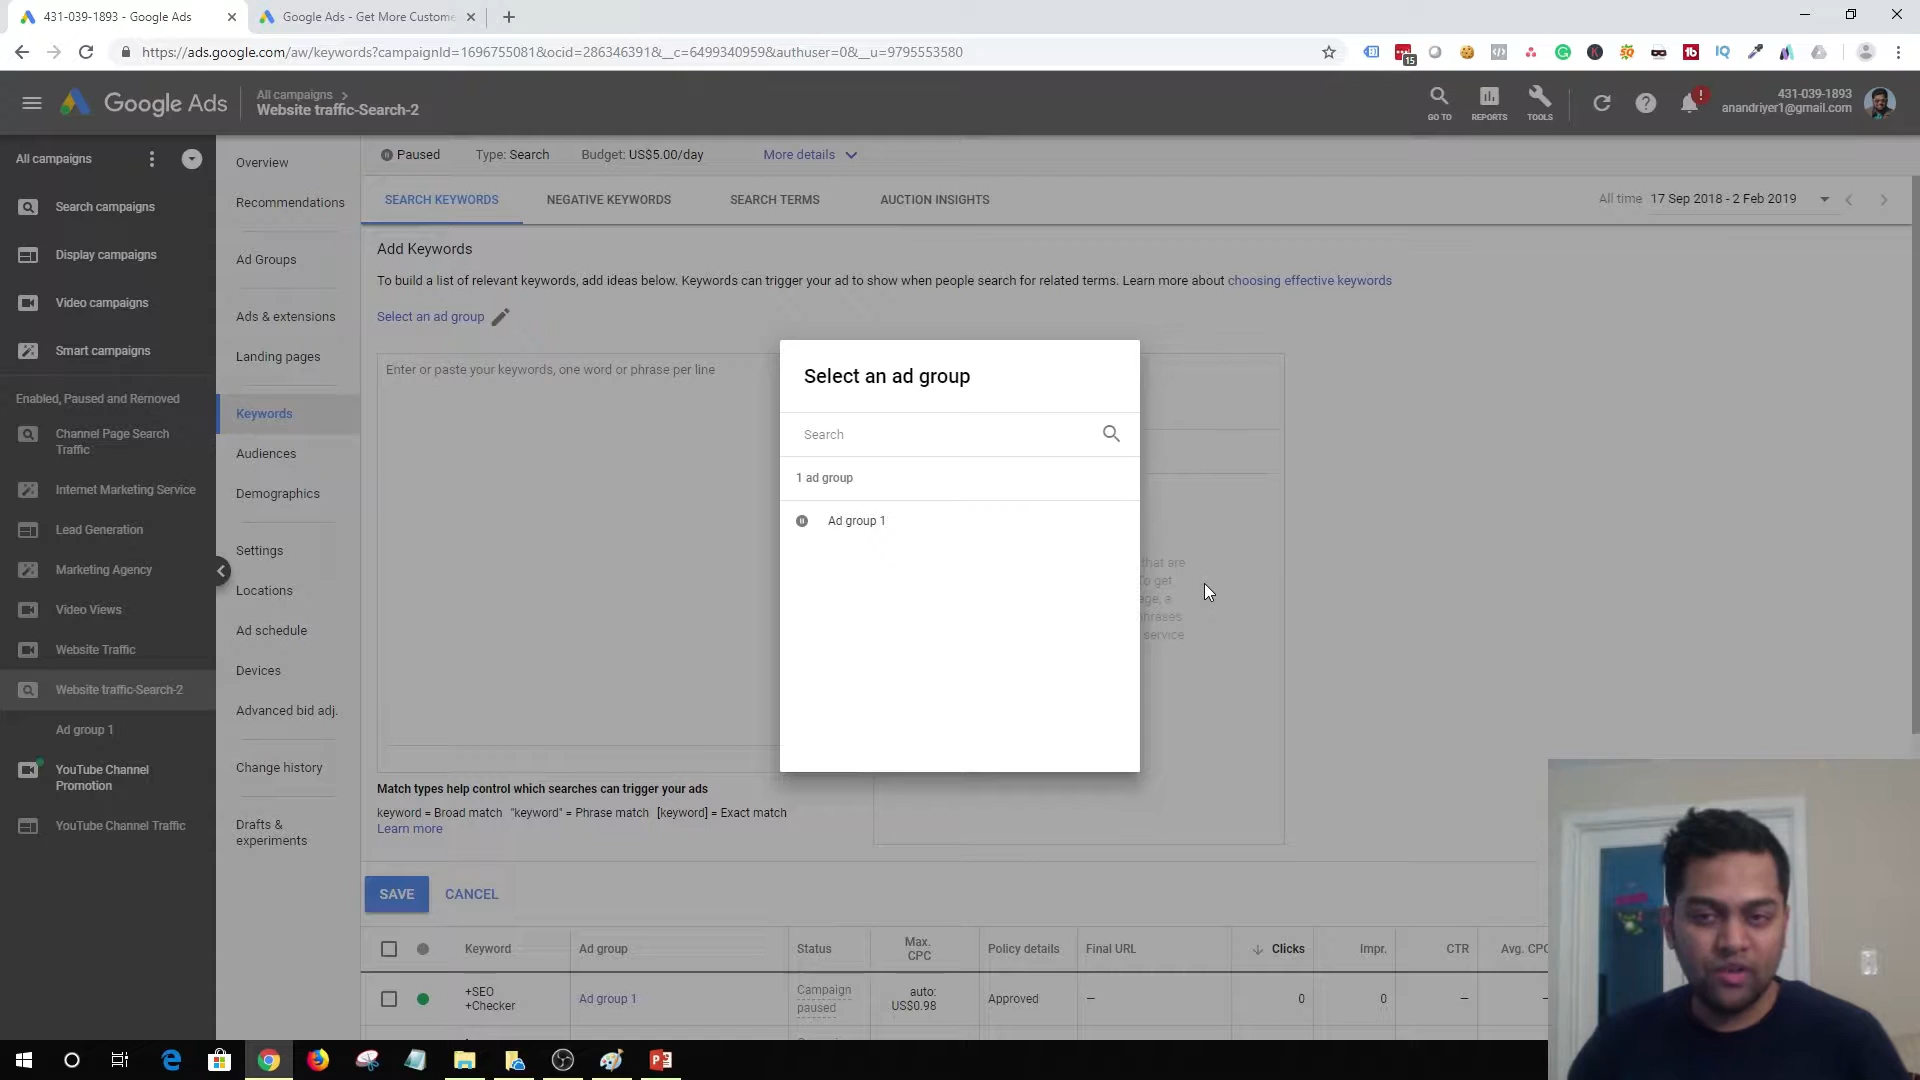 431-039-1893 - Google Ads
Google Ads - Get More Custome
https://ads.google.com/aw/keywords?campaignId=1696755081&ocid=286346391&__c=6499340959&authuser=0&__u=9795553580
15
Google Ads
All campaigns
Website traffic-Search-2
GO TO
REPORTS
TOOLS
431-039-1893
anandriyer1@gmail.com
All campaigns
Search campaigns
Display campaigns
Video campaigns
Smart campaigns
Enabled, Paused and Removed
Channel Page Search
Traffic
Internet Marketing Service
Lead Generation
Marketing Agency
Video Views
Website Traffic
Website traffic-Search-2
Ad group 1
YouTube Channel
Promotion
YouTube Channel Traffic
Overview
Recommendations
Ad Groups
Ads & extensions
Landing pages
Keywords
Audiences
Demographics
Settings
Locations
Ad schedule
Devices
Advanced bid adj.
Change history
Drafts &
experiments
Paused Type: Search Budget: US$5.00/day More details
SEARCH KEYWORDS NEGATIVE KEYWORDS SEARCH TERMS AUCTION INSIGHTS
All time 17 Sep 2018 - 2 Feb 2019
Add Keywords
To build a list of relevant keywords, add ideas below. Keywords can trigger your ad to show when people search for related terms. Learn more about choosing effective keywords
Select an ad group
Enter or paste your keywords, one word or phrase per line
Select an ad group
Search
1 ad group
Ad group 1
that are
To get
a
phrases
service
Match types help control which searches can trigger your ads
keyword = Broad match "keyword" = Phrase match [keyword] = Exact match
Learn more
SAVE CANCEL
Keyword Ad group Status Max. CPC Policy details Final URL Clicks Impr. CTR Avg. CPC
+SEO
+Checker
Ad group 1
Campaign
paused
auto:
US$0.98
Approved — 0 0 — —